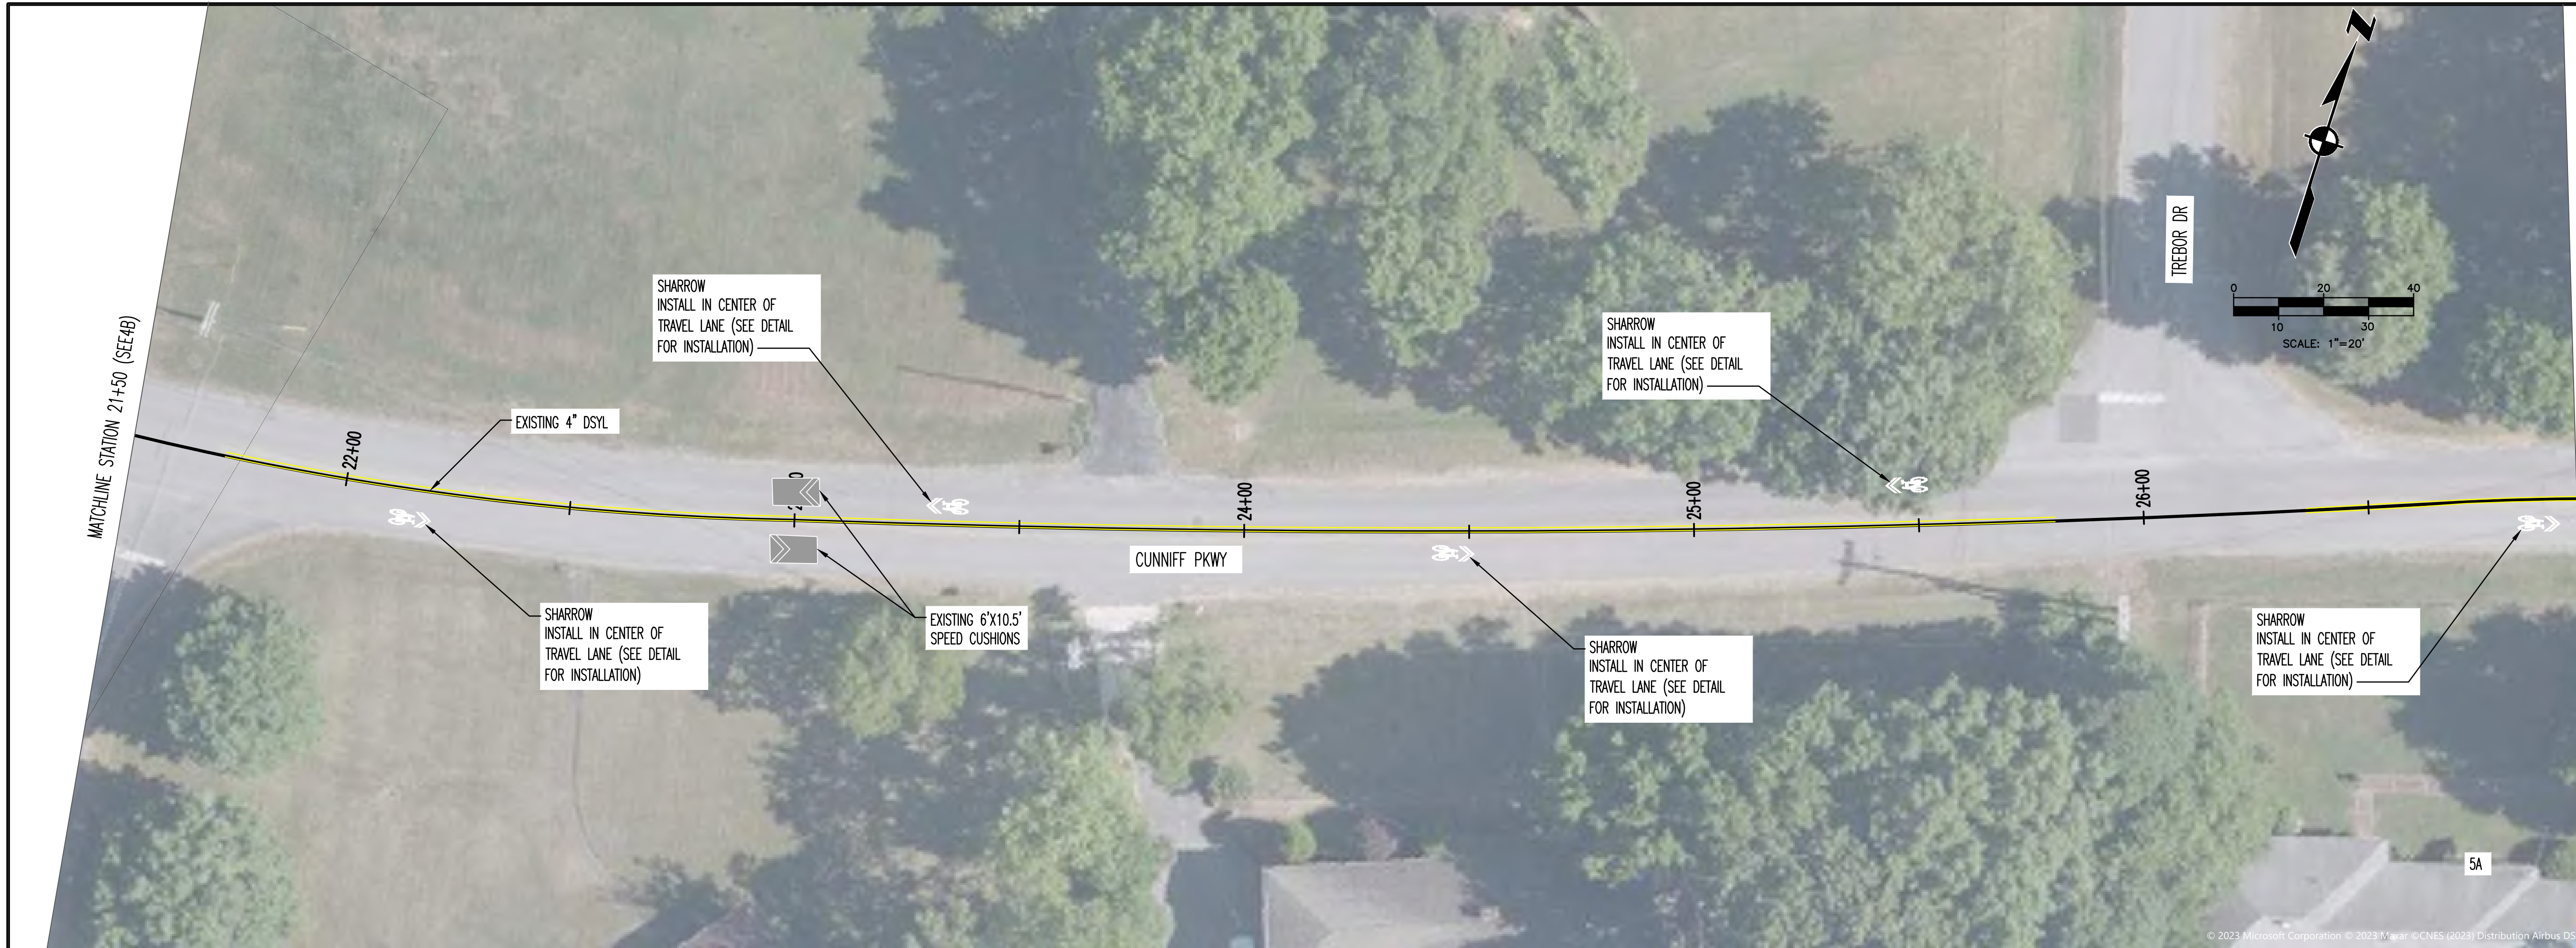 MATCHLINE STATION 21+50 (SEE4B)
22+00
EXISTING 4" DSYL
SHARROW
INSTALL IN CENTER OF
TRAVEL LANE (SEE DETAIL
FOR INSTALLATION)
SHARROW
INSTALL IN CENTER OF
TRAVEL LANE (SEE DETAIL
FOR INSTALLATION)
EXISTING 6'X10.5'
SPEED CUSHIONS
CUNNIFF PKWY
24+00
SHARROW
INSTALL IN CENTER OF
TRAVEL LANE (SEE DETAIL
FOR INSTALLATION)
25+00
SHARROW
INSTALL IN CENTER OF
TRAVEL LANE (SEE DETAIL
FOR INSTALLATION)
26+00
TREBOR DR
N
0 20 40
10 30
SCALE: 1"=20'
SHARROW
INSTALL IN CENTER OF
TRAVEL LANE (SEE DETAIL
FOR INSTALLATION)
5A
© 2023 Microsoft Corporation © 2023 Maxar ©CNES (2023) Distribution Airbus